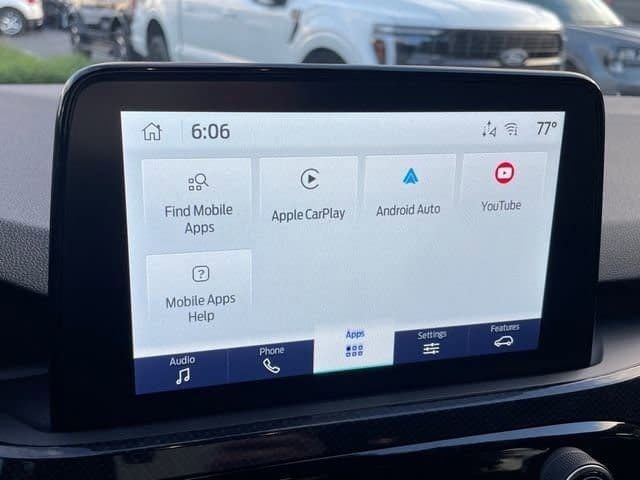 6:06
77°
Find Mobile
Apps
Apple CarPlay
Android Auto
YouTube
Mobile Apps
Help
Audio
Phone
Apps
Settings
Features